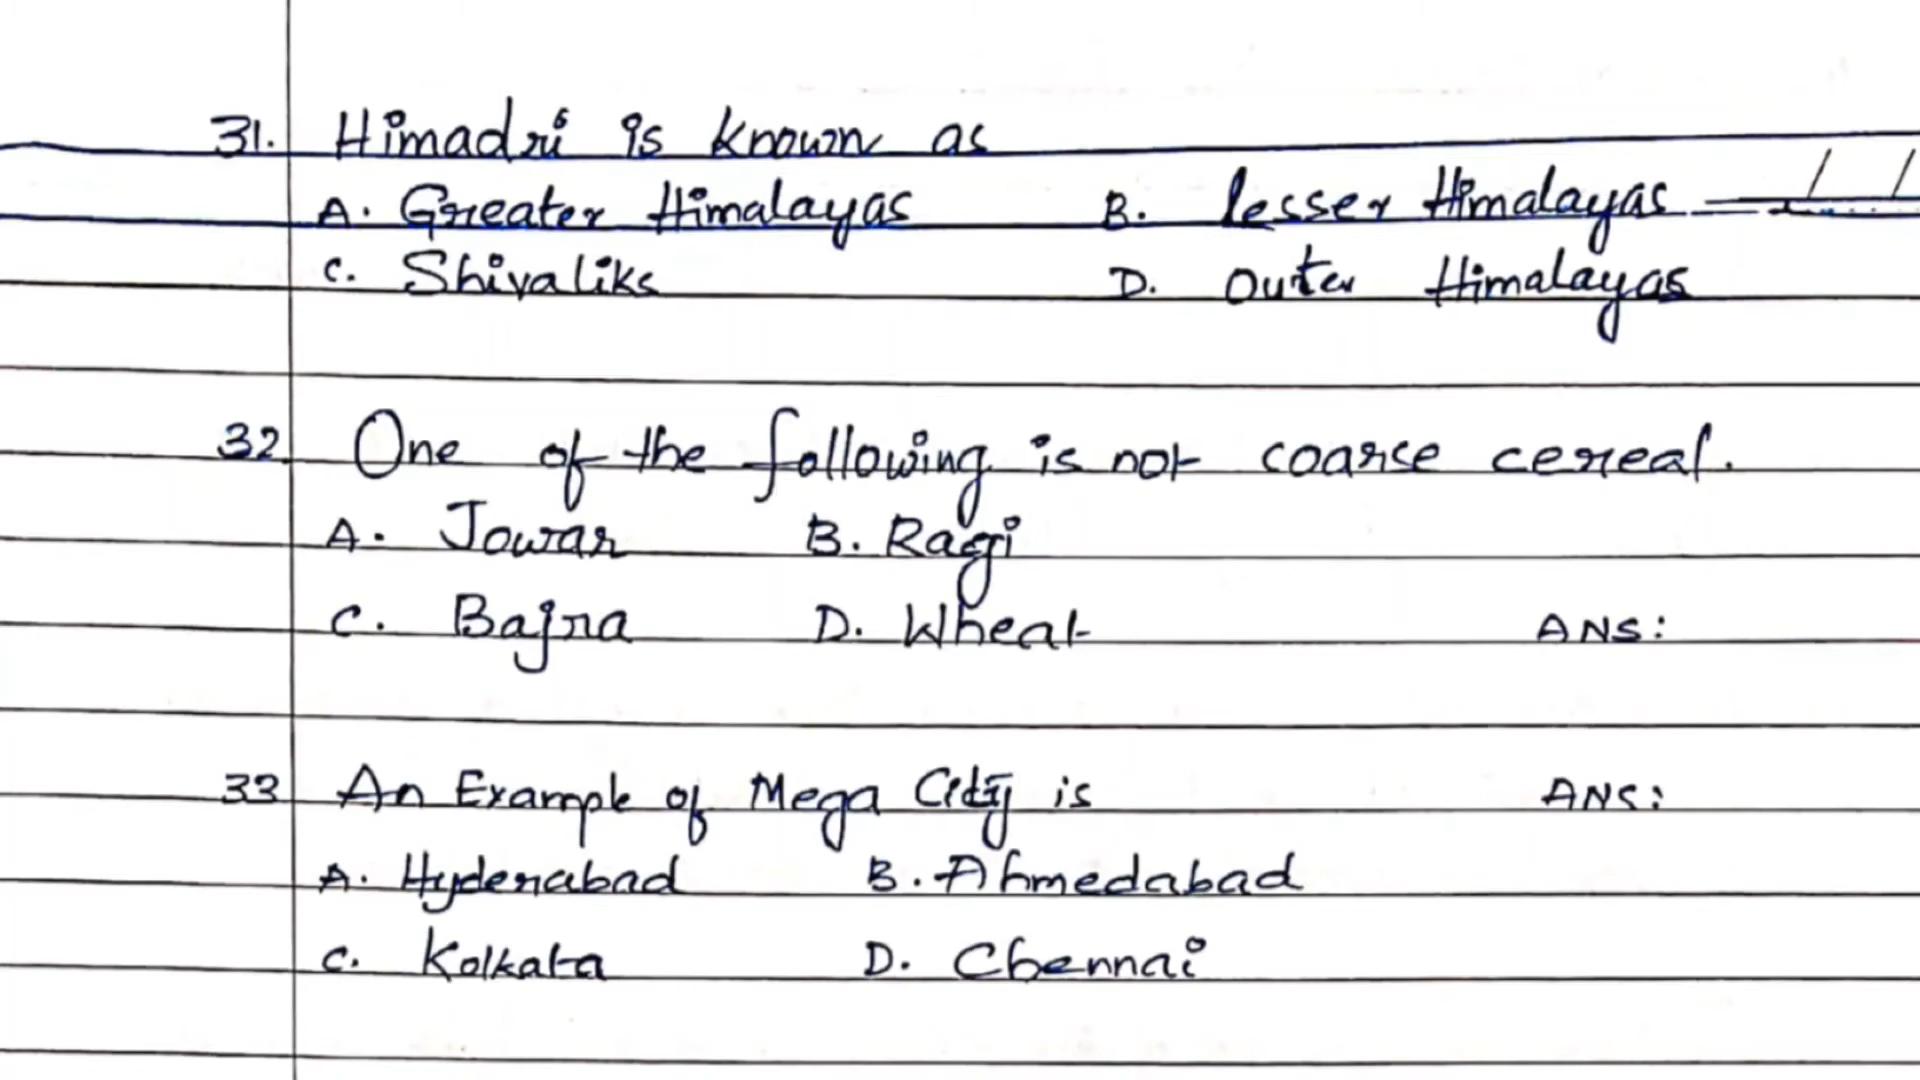 31. Himadri is known as
A. Greater Himalayas B. lesser Himalayas
C. Shivaliks D. Outer Himalayas
32 One of the following is not coarse cereal.
A. Jowar B. Ragi
C. Bajra D. Wheat ANS:
33 An Example of Mega City is ANS:
A. Hyderabad B. Ahmedabad
C. Kolkata D. Chennai